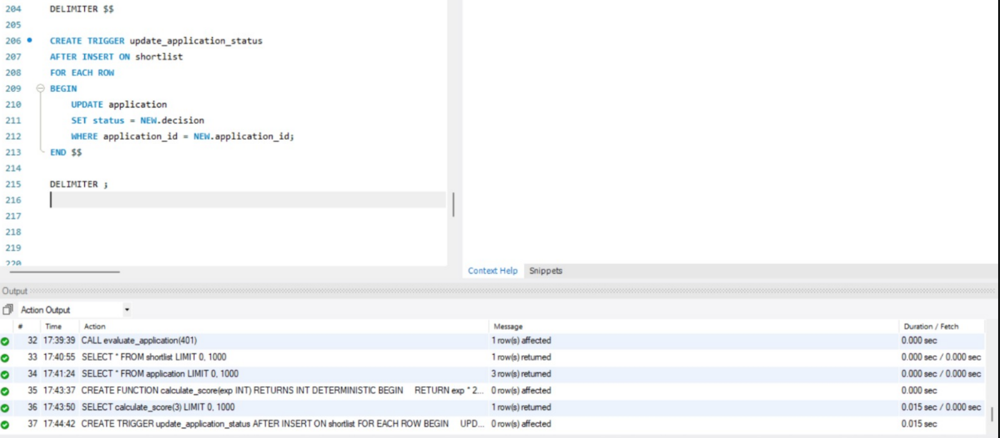 204 DELIMITER $$
205
206 CREATE TRIGGER update_application_status
207 AFTER INSERT ON shortlist
208 FOR EACH ROW
209 BEGIN
210 UPDATE application
211 SET status = NEW.decision
212 WHERE application_id = NEW.application_id;
213 END $$
214
215 DELIMITER ;
216
217
218
219
220
Context Help Snippets
Output
Action Output
# Time Action Message Duration / Fetch
32 17:39:39 CALL evaluate_application(401) 1 row(s) affected 0.000 sec
33 17:40:55 SELECT * FROM shortlist LIMIT 0, 1000 1 row(s) returned 0.000 sec / 0.000 sec
34 17:41:24 SELECT * FROM application LIMIT 0, 1000 3 row(s) returned 0.000 sec / 0.000 sec
35 17:43:37 CREATE FUNCTION calculate_score(exp INT) RETURNS INT DETERMINISTIC BEGIN RETURN exp * 2... 0 row(s) affected 0.000 sec
36 17:43:50 SELECT calculate_score(3) LIMIT 0, 1000 1 row(s) returned 0.015 sec / 0.000 sec
37 17:44:42 CREATE TRIGGER update_application_status AFTER INSERT ON shortlist FOR EACH ROW BEGIN UPD... 0 row(s) affected 0.015 sec